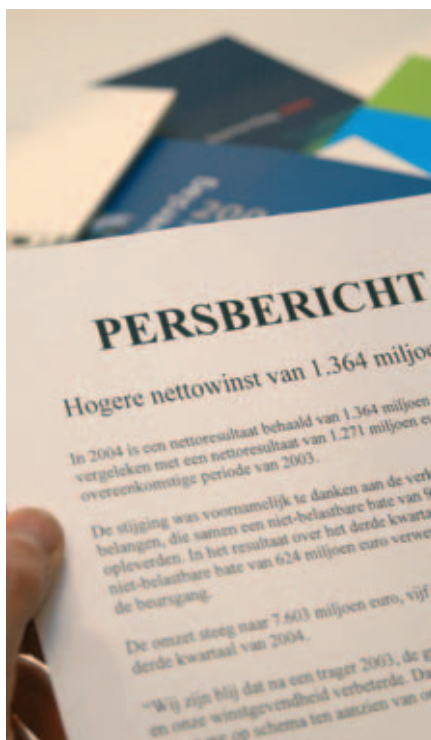 PERSBERICHT
Hogere nettowinst van 1.364 miljoe
In 2004 is een nettoresultaat behaald van 1.364 miljoen
vergeleken met een nettoresultaat van 1.271 miljoen eu
overeenkomstige periode van 2003.
De stijging was voornamelijk te danken aan de verk
belangen, die samen een niet-belastbare bate van 9
opleverden. In het resultaat over het derde kwarta
niet-belastbare bate van 624 miljoen euro verwe
de beursgang.
De omzet steeg naar 7.603 miljoen euro, vijf
derde kwartaal van 2004.
"Wij zijn blij dat na een trager 2003, de g
en onze winstgevendheid verbeterde. Da
op schema ten aanzien van on